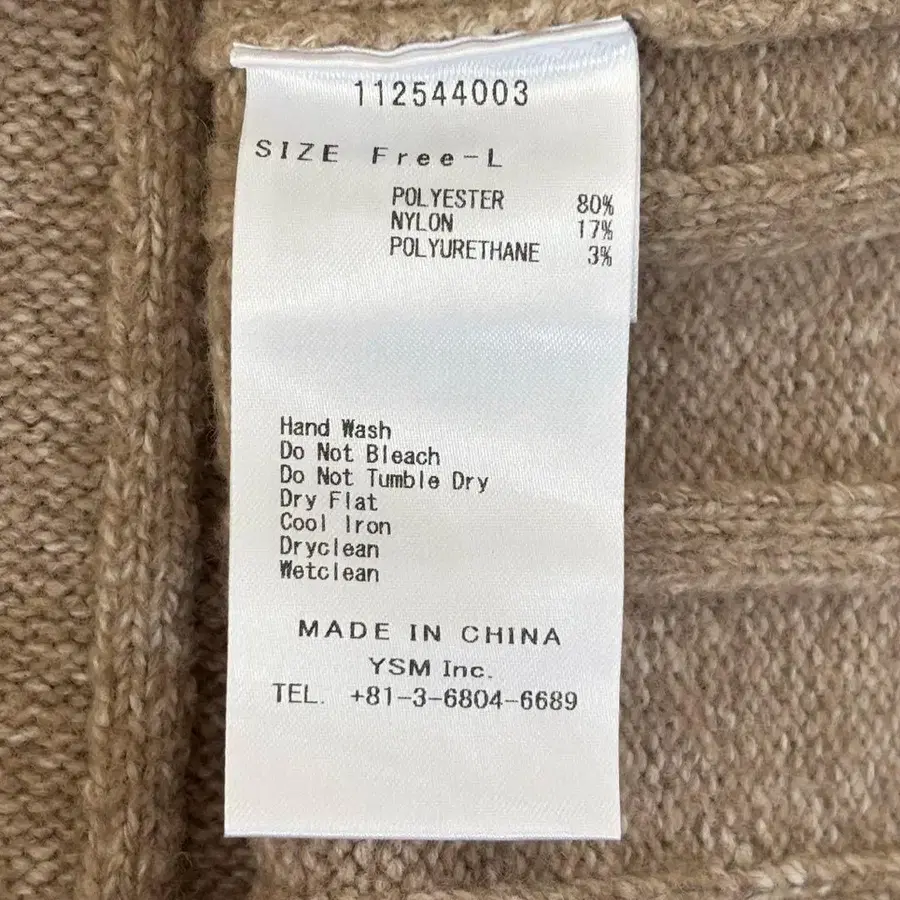 112544003
SIZE Free-L
POLYESTER 80%
NYLON 17%
POLYURETHANE 3%
Hand Wash
Do Not Bleach
Do Not Tumble Dry
Dry Flat
Cool Iron
Dryclean
Wetclean
MADE IN CHINA
YSM Inc.
TEL. +81-3-6804-6689